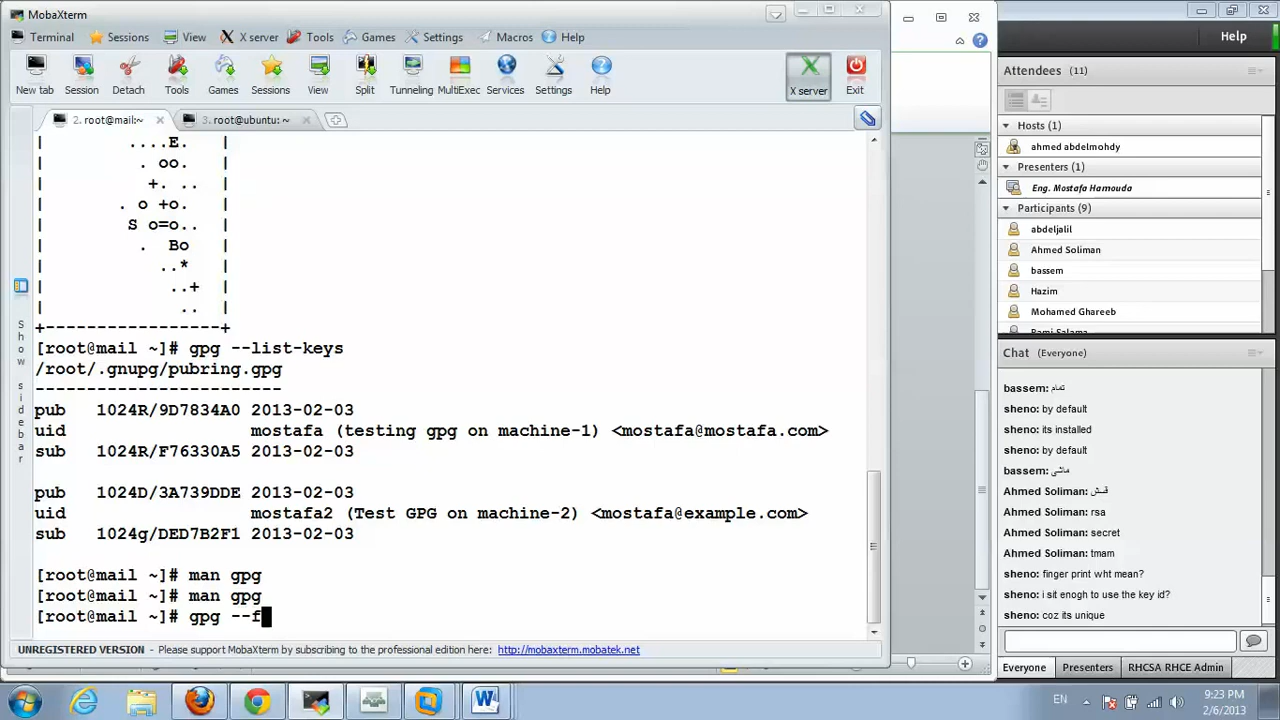 MobaXterm
Terminal Sessions View X server Tools Games Settings Macros Help
New tab Session Detach Tools Games Sessions View Split Tunneling MultiExec Services Settings Help X server Exit
2. root@mail:~ 3. root@ubuntu: ~
| ....E. |
| . oo. |
| +. .. |
| . o +o. |
| S o=o.. |
| . Bo |
| ..* |
| ..+ |
| .. |
+-----------------+
[root@mail ~]# gpg --list-keys
/root/.gnupg/pubring.gpg
------------------------
pub 1024R/9D7834A0 2013-02-03
uid mostafa (testing gpg on machine-1) <mostafa@mostafa.com>
sub 1024R/F76330A5 2013-02-03
pub 1024D/3A739DDE 2013-02-03
uid mostafa2 (Test GPG on machine-2) <mostafa@example.com>
sub 1024g/DED7B2F1 2013-02-03
[root@mail ~]# man gpg
[root@mail ~]# man gpg
[root@mail ~]# gpg --f
Show sidebar
UNREGISTERED VERSION - Please support MobaXterm by subscribing to the professional edition here: http://mobaxterm.mobatek.net
Help
Attendees (11)
Hosts (1)
ahmed abdelmohdy
Presenters (1)
Eng. Mostafa Hamouda
Participants (9)
abdeljalil
Ahmed Soliman
bassem
Hazim
Mohamed Ghareeb
Rami Salama
Chat (Everyone)
bassem: تمام
sheno: by default
sheno: its installed
sheno: by default
bassem: ماشى
Ahmed Soliman: قسش
Ahmed Soliman: rsa
Ahmed Soliman: secret
Ahmed Soliman: tmam
sheno: finger print wht mean?
sheno: i sit enogh to use the key id?
sheno: coz its unique
Everyone Presenters RHCSA RHCE Admin
EN
9:23 PM
2/6/2013